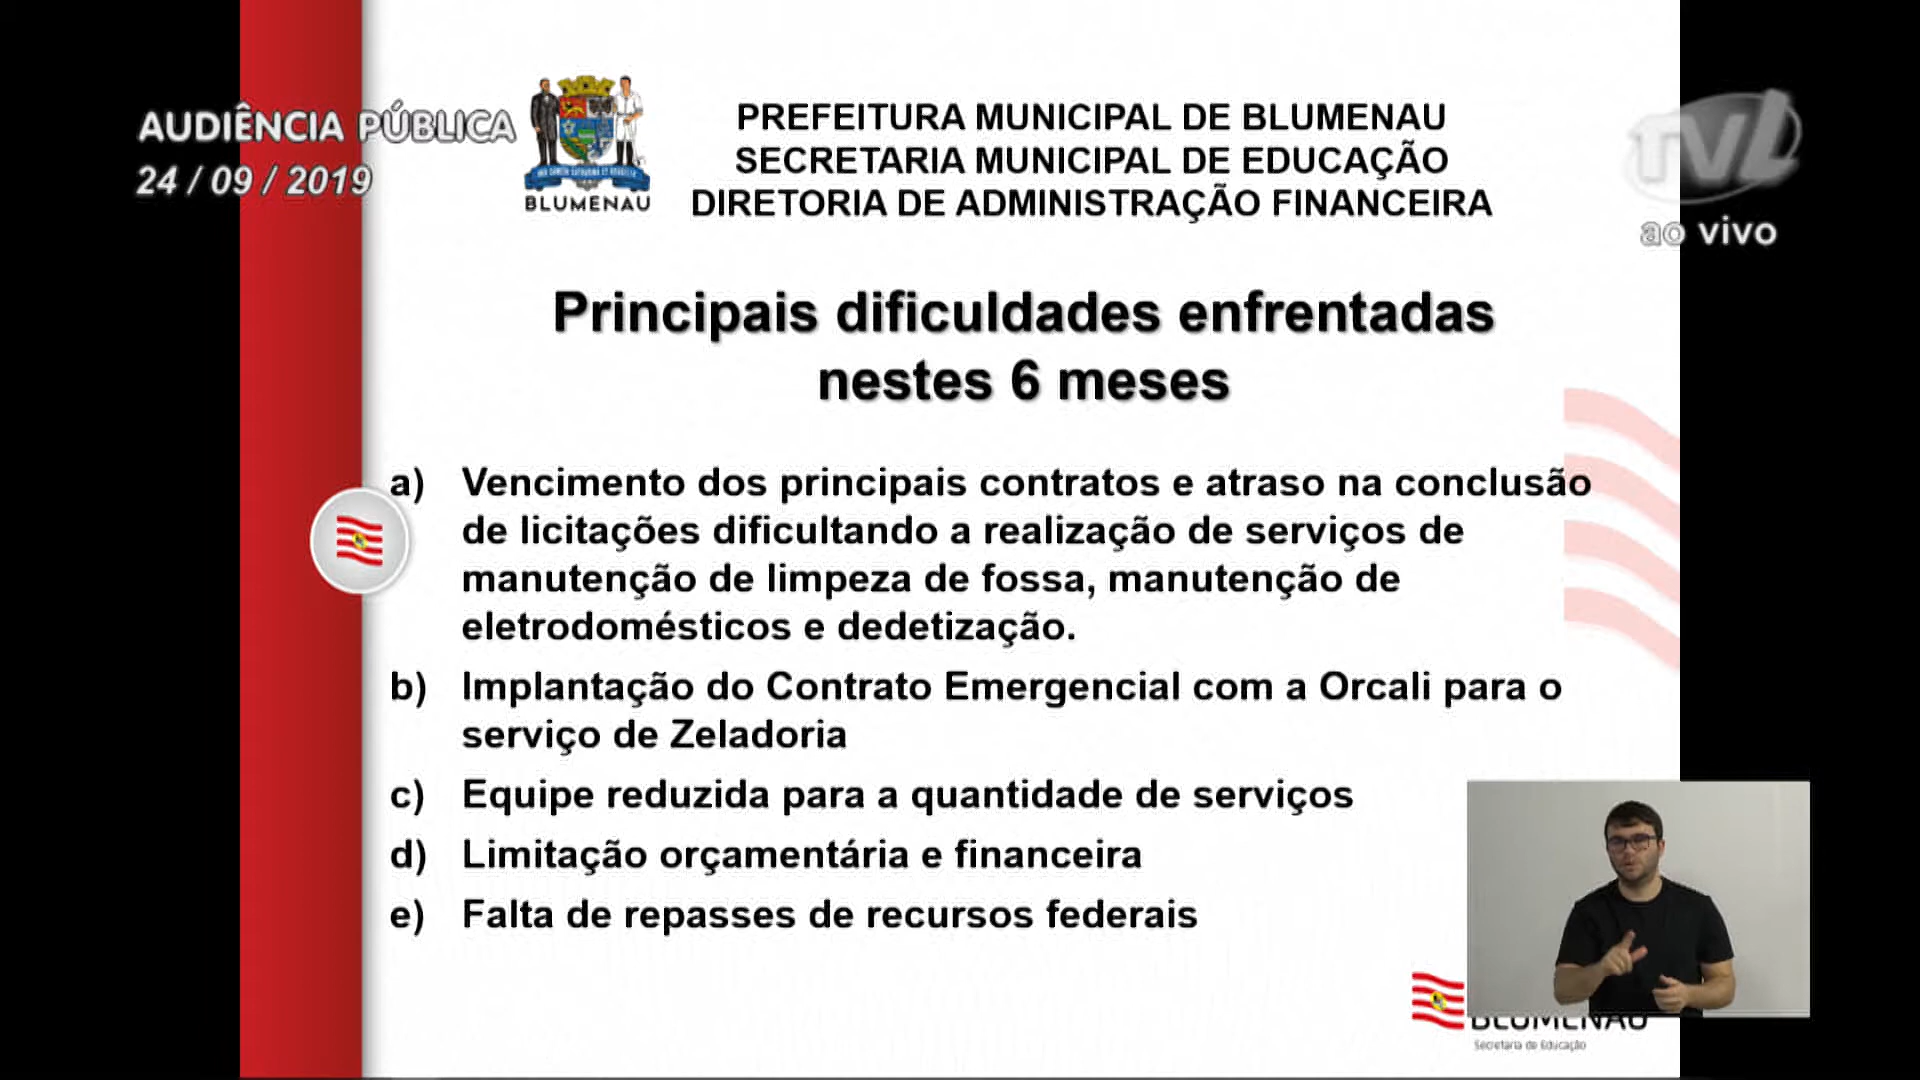 AUDIÊNCIA PÚBLICA
24 / 09 / 2019
BLUMENAU
PREFEITURA MUNICIPAL DE BLUMENAU
SECRETARIA MUNICIPAL DE EDUCAÇÃO
DIRETORIA DE ADMINISTRAÇÃO FINANCEIRA
TVL
ao vivo
Principais dificuldades enfrentadas
nestes 6 meses
a) Vencimento dos principais contratos e atraso na conclusão
de licitações dificultando a realização de serviços de
manutenção de limpeza de fossa, manutenção de
eletrodomésticos e dedetização.
b) Implantação do Contrato Emergencial com a Orcali para o
serviço de Zeladoria
c) Equipe reduzida para a quantidade de serviços
d) Limitação orçamentária e financeira
e) Falta de repasses de recursos federais
BLUMENAU
Secretaria de Educação